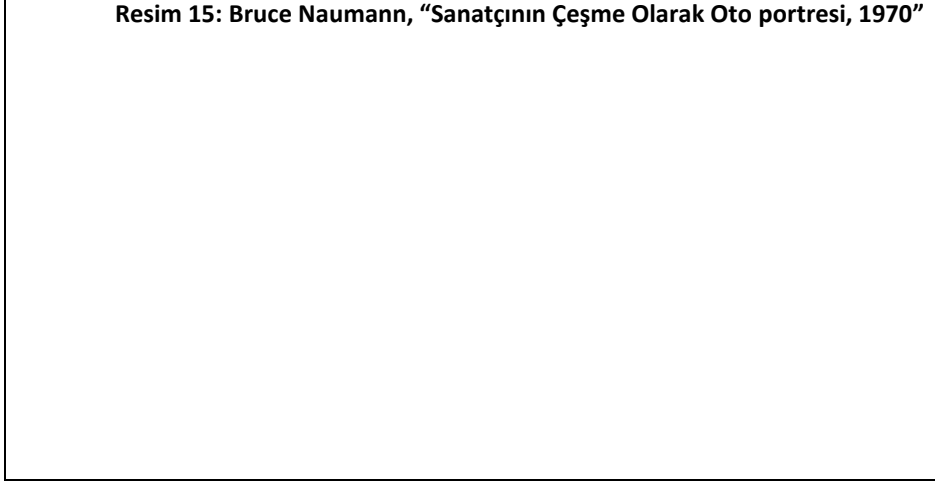 Resim 15: Bruce Naumann, “Sanatçının Çeşme Olarak Oto portresi, 1970”